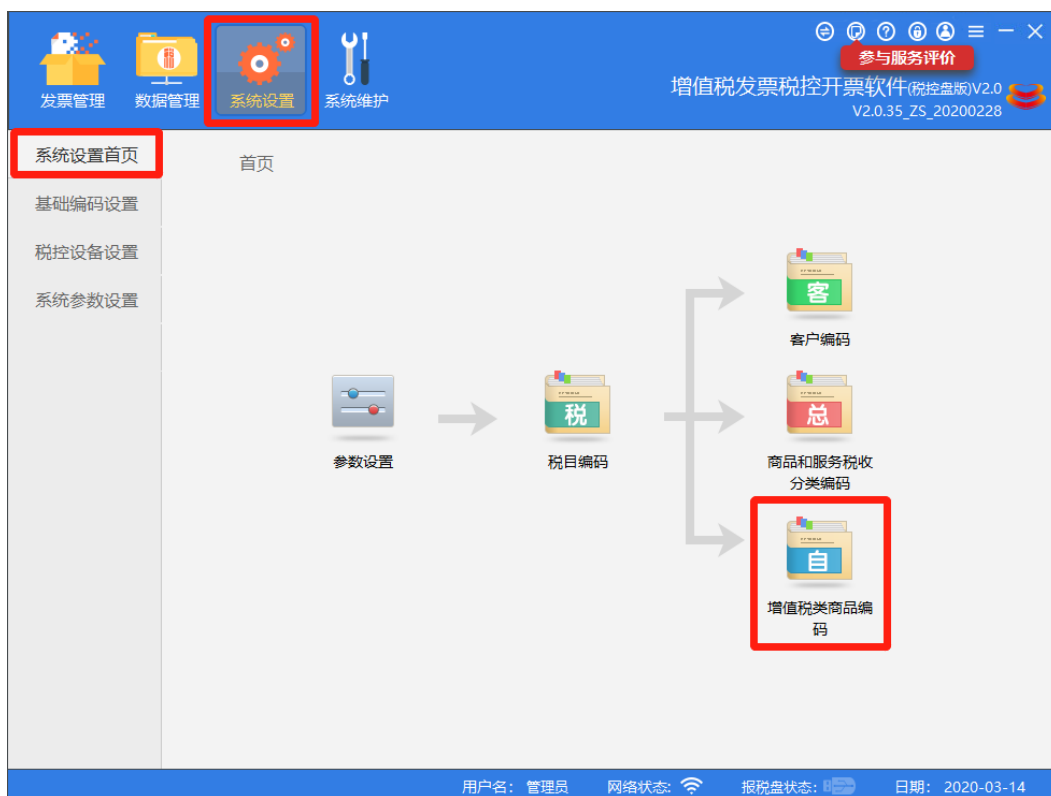 参与服务评价
增值税发票税控开票软件(税控盘版)V2.0
V2.0.35_ZS_20200228
发票管理
数据管理
系统设置
系统维护
系统设置首页
基础编码设置
税控设备设置
系统参数设置
首页
客
客户编码
参数设置
税
税目编码
总
商品和服务税收
分类编码
自
增值税类商品编
码
用户名: 管理员
网络状态:
报税盘状态:
日期: 2020-03-14